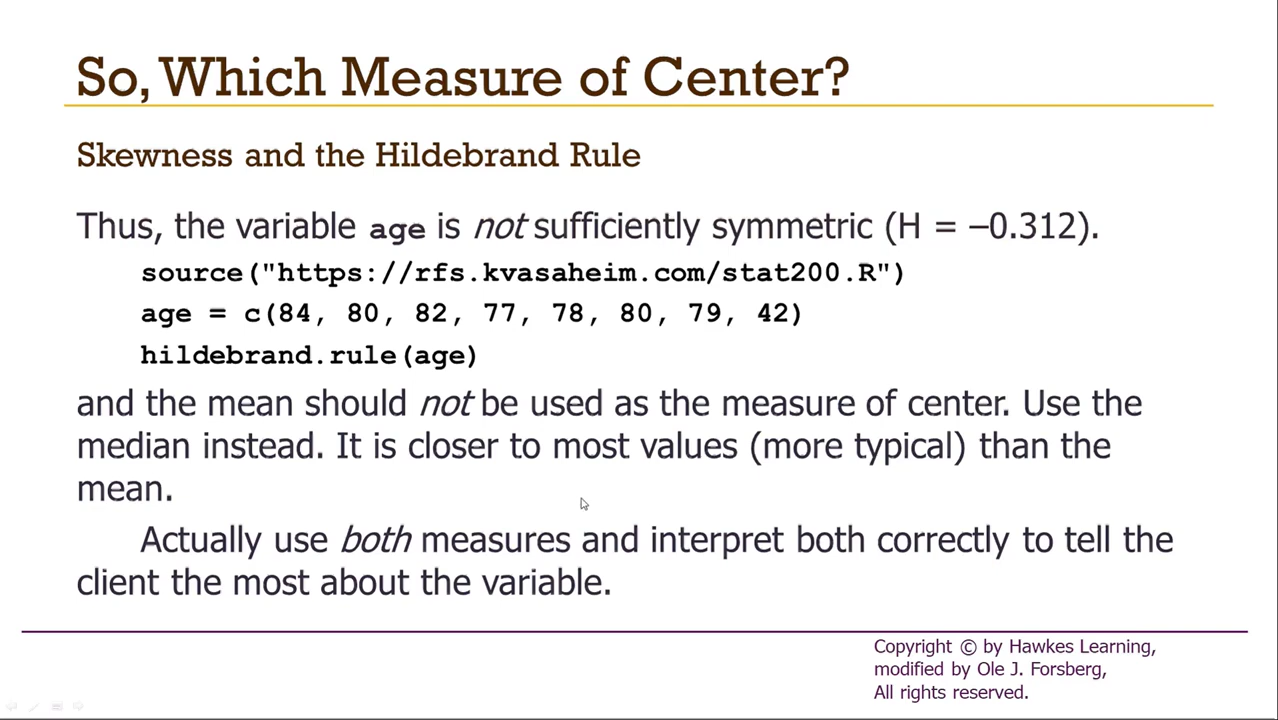 So, Which Measure of Center?
Skewness and the Hildebrand Rule
Thus, the variable age is not sufficiently symmetric (H = –0.312).
source("https://rfs.kvasaheim.com/stat200.R")
age = c(84, 80, 82, 77, 78, 80, 79, 42)
hildebrand.rule(age)
and the mean should not be used as the measure of center. Use the
median instead. It is closer to most values (more typical) than the
mean.
Actually use both measures and interpret both correctly to tell the
client the most about the variable.
Copyright © by Hawkes Learning,
modified by Ole J. Forsberg,
All rights reserved.